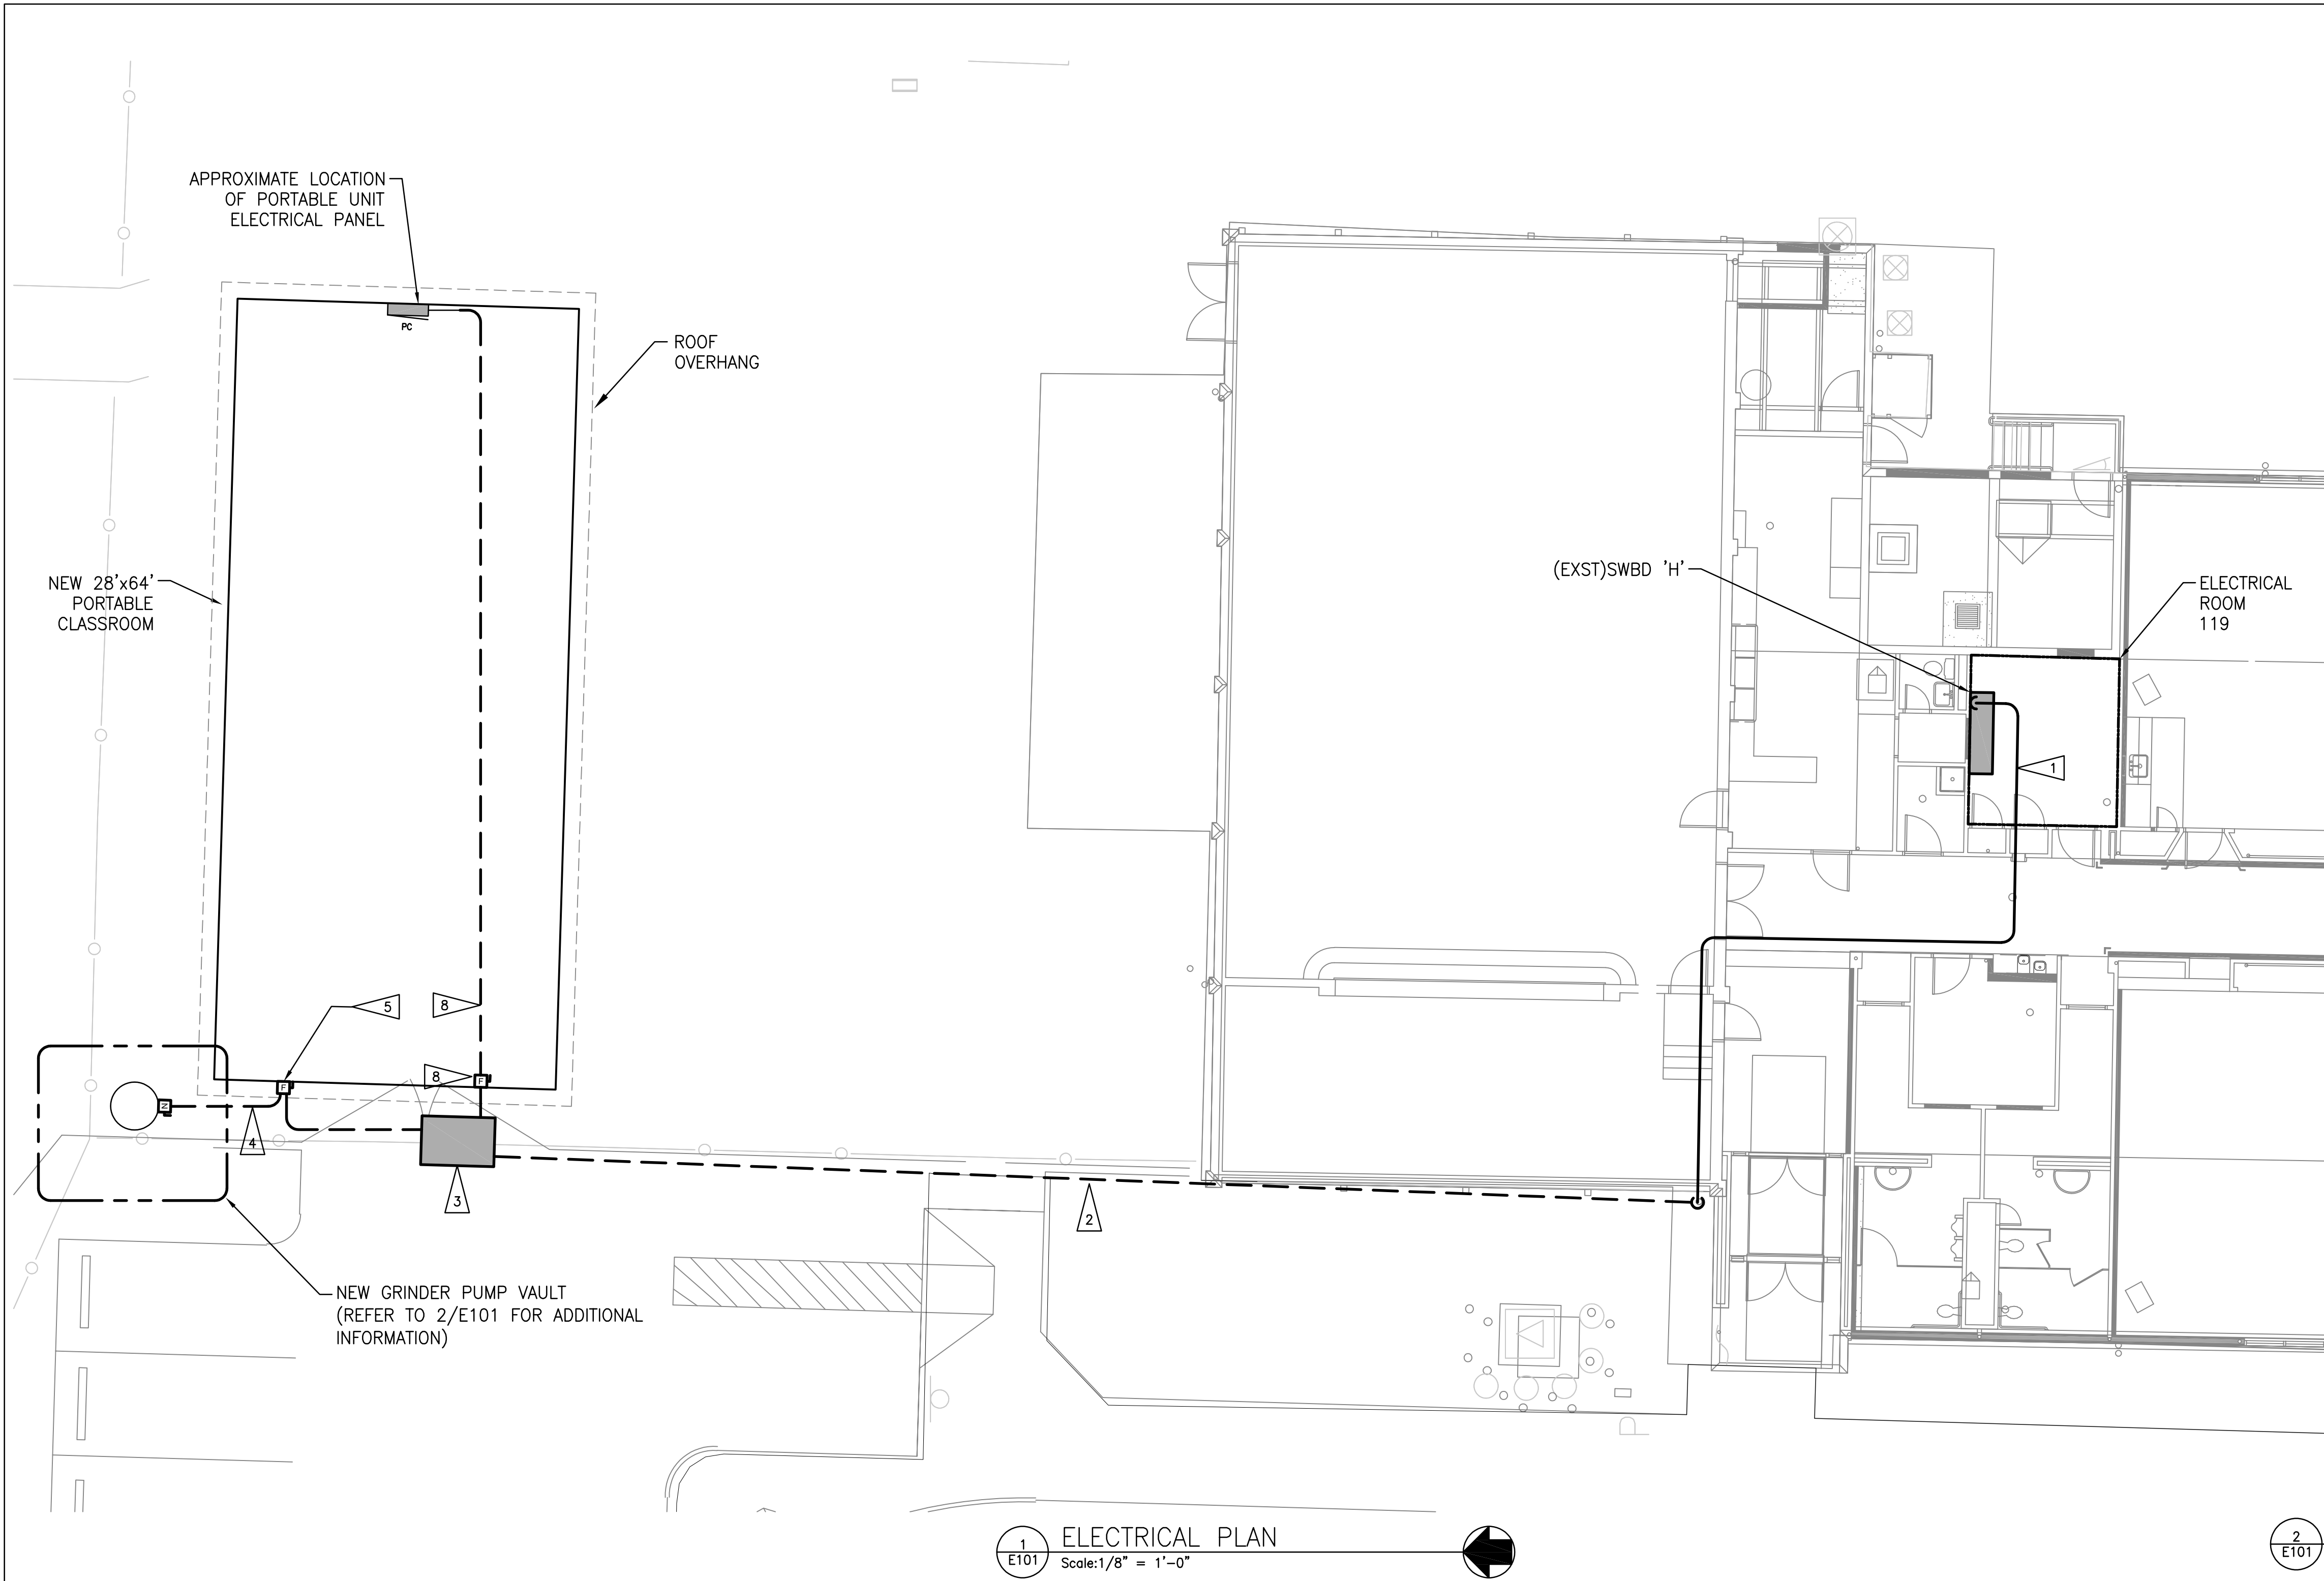 APPROXIMATE LOCATION
OF PORTABLE UNIT
ELECTRICAL PANEL
PC
ROOF
OVERHANG
NEW 28'x64'
PORTABLE
CLASSROOM
(EXST)SWBD 'H'
ELECTRICAL
ROOM
119
1
5
8
8
F
F
N
4
3
2
NEW GRINDER PUMP VAULT
(REFER TO 2/E101 FOR ADDITIONAL
INFORMATION)
1
E101
ELECTRICAL PLAN
Scale:1/8" = 1'-0"
2
E101